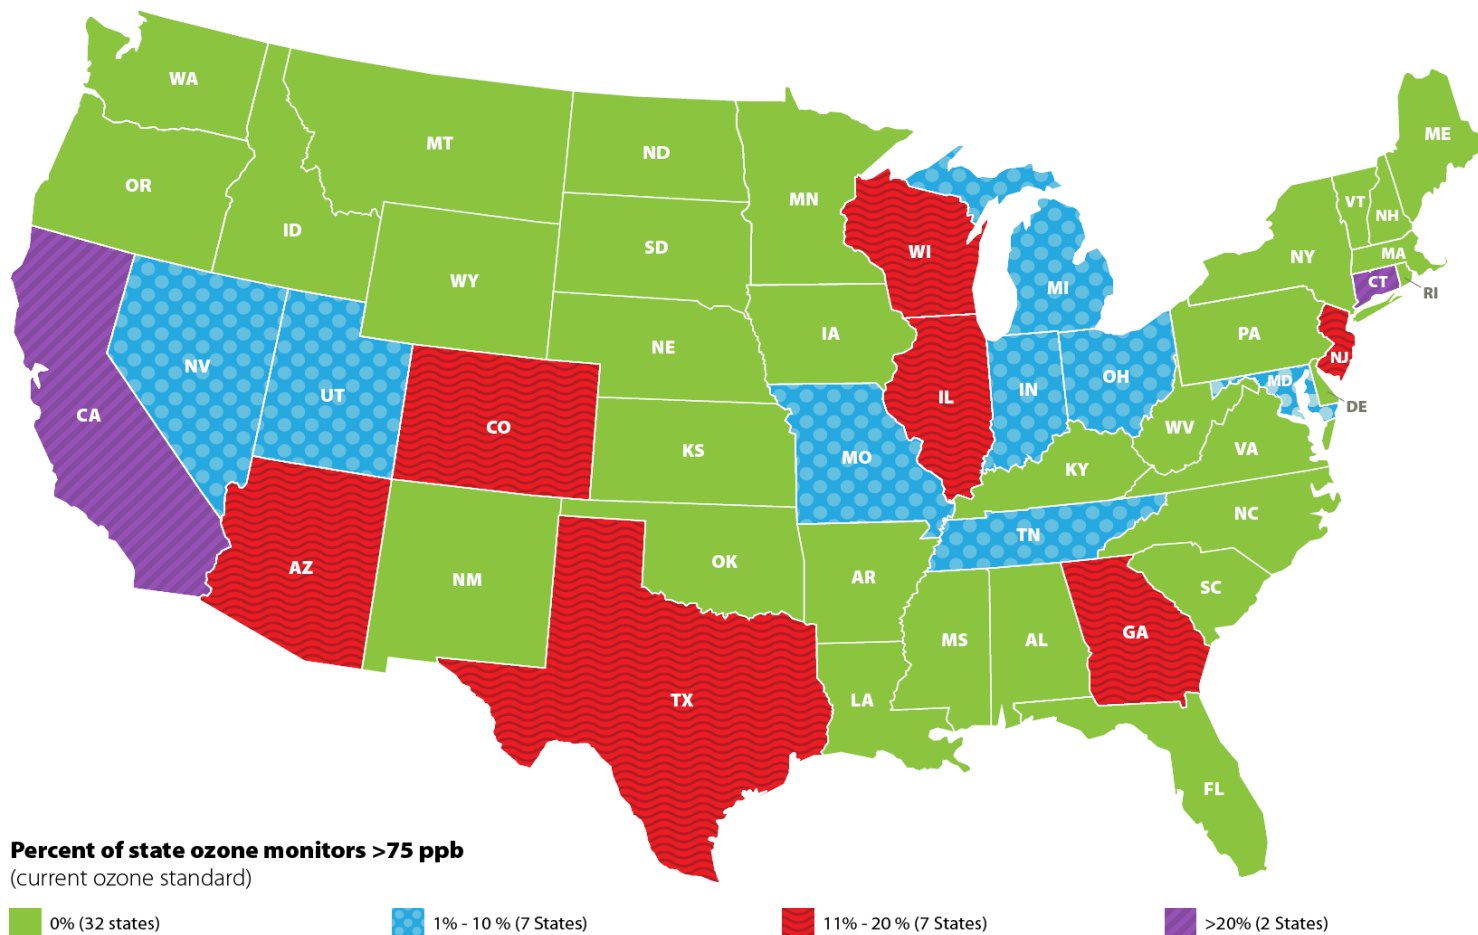 WA
MT
ND
MN
ME
OR
ID
SD
WI
VT
NH
WY
NY
MA
CT
RI
MI
IA
PA
NE
NV
UT
IN
OH
NJ
MD
DE
CA
CO
IL
KS
MO
WV
VA
KY
NC
TN
AZ
NM
OK
AR
SC
MS
AL
GA
TX
LA
FL
Percent of state ozone monitors >75 ppb
(current ozone standard)
0% (32 states)
1% - 10 % (7 States)
11% - 20 % (7 States)
>20% (2 States)